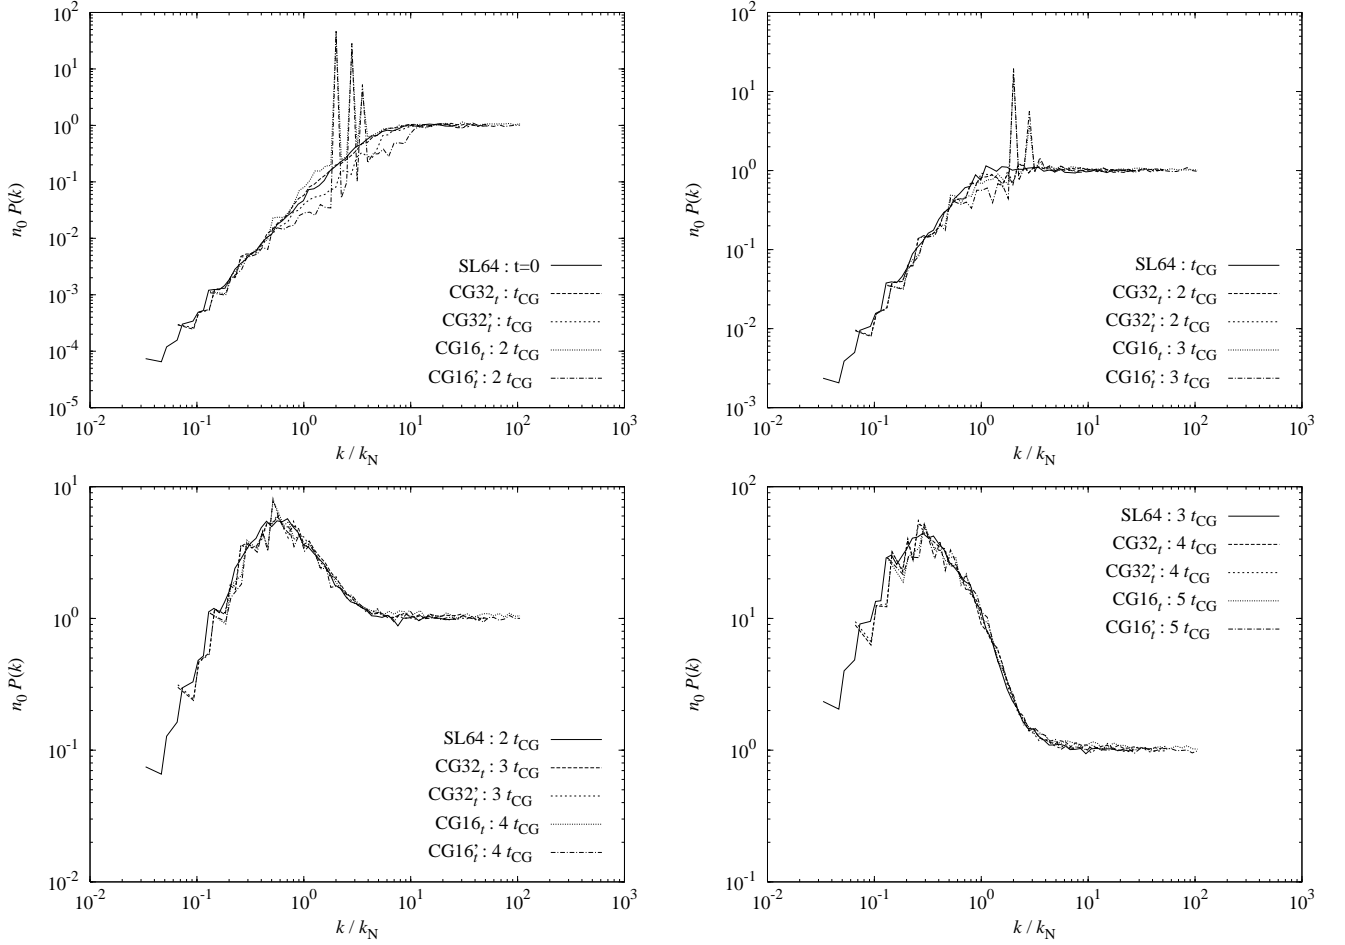 10^2
10^1
10^0
10^-1
10^-2
10^-3
10^-4
10^-5
n_0 P(k)
SL64 : t=0
CG32_t : t_CG
CG32_t' : t_CG
CG16_t : 2 t_CG
CG16_t' : 2 t_CG
10^-2 10^-1 10^0 10^1 10^2 10^3
k / k_N
10^2
10^1
10^0
10^-1
10^-2
10^-3
n_0 P(k)
SL64 : t_CG
CG32_t : 2 t_CG
CG32_t' : 2 t_CG
CG16_t : 3 t_CG
CG16_t' : 3 t_CG
10^-2 10^-1 10^0 10^1 10^2 10^3
k / k_N
10^1
10^0
10^-1
10^-2
n_0 P(k)
SL64 : 2 t_CG
CG32_t : 3 t_CG
CG32_t' : 3 t_CG
CG16_t : 4 t_CG
CG16_t' : 4 t_CG
10^-2 10^-1 10^0 10^1 10^2 10^3
k / k_N
10^2
10^1
10^0
10^-1
n_0 P(k)
SL64 : 3 t_CG
CG32_t : 4 t_CG
CG32_t' : 4 t_CG
CG16_t : 5 t_CG
CG16_t' : 5 t_CG
10^-2 10^-1 10^0 10^1 10^2 10^3
k / k_N